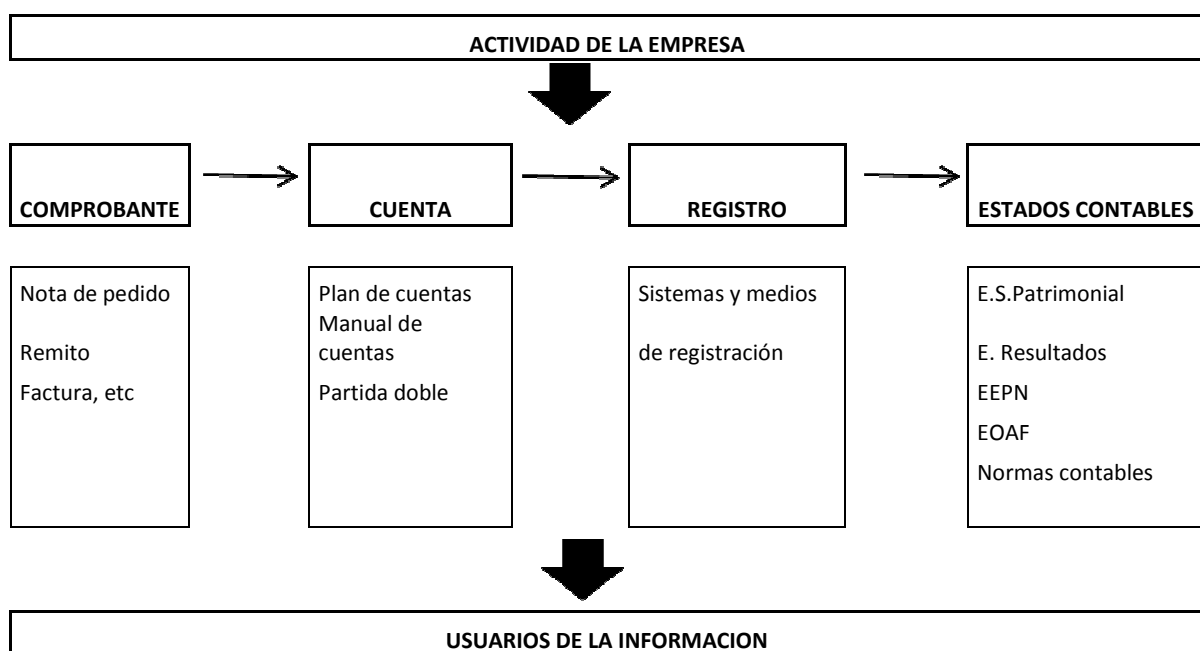 ACTIVIDAD DE LA EMPRESA
COMPROBANTE
CUENTA
REGISTRO
ESTADOS CONTABLES
Nota de pedido
Remito
Factura, etc
Plan de cuentas
Manual de
cuentas
Partida doble
Sistemas y medios
de registración
E.S.Patrimonial
E. Resultados
EEPN
EOAF
Normas contables
USUARIOS DE LA INFORMACION